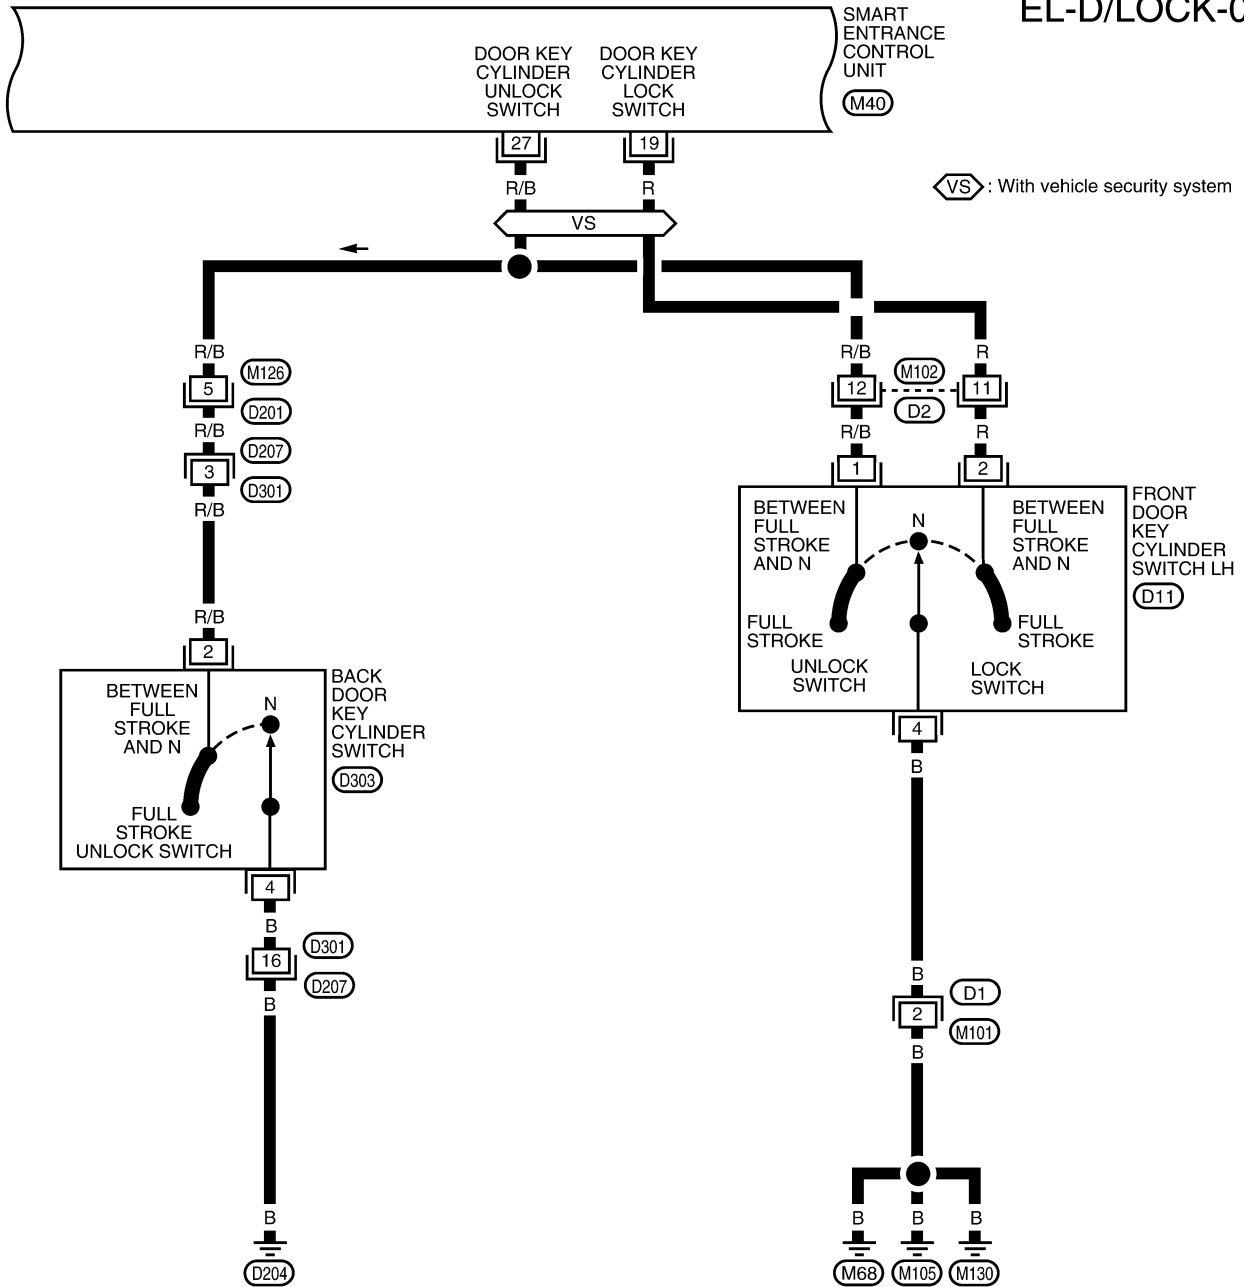 EL-D/LOCK-0
SMART
ENTRANCE
CONTROL
UNIT
M40
DOOR KEY
CYLINDER
UNLOCK
SWITCH
DOOR KEY
CYLINDER
LOCK
SWITCH
27
19
R/B
R
VS
VS : With vehicle security system
R/B
5
M126
D201
R/B
D207
3
D301
R/B
R/B
2
R/B
R
12
M102
11
D2
R/B
R
1
2
BETWEEN
FULL
STROKE
AND N
N
BETWEEN
FULL
STROKE
AND N
FULL
STROKE
FULL
STROKE
UNLOCK
SWITCH
LOCK
SWITCH
FRONT
DOOR
KEY
CYLINDER
SWITCH LH
D11
4
B
BETWEEN
FULL
STROKE
AND N
N
FULL
STROKE
UNLOCK SWITCH
BACK
DOOR
KEY
CYLINDER
SWITCH
D303
4
B
16
D301
D207
B
B
D204
B
2
D1
M101
B
B
B
B
M68
M105
M130